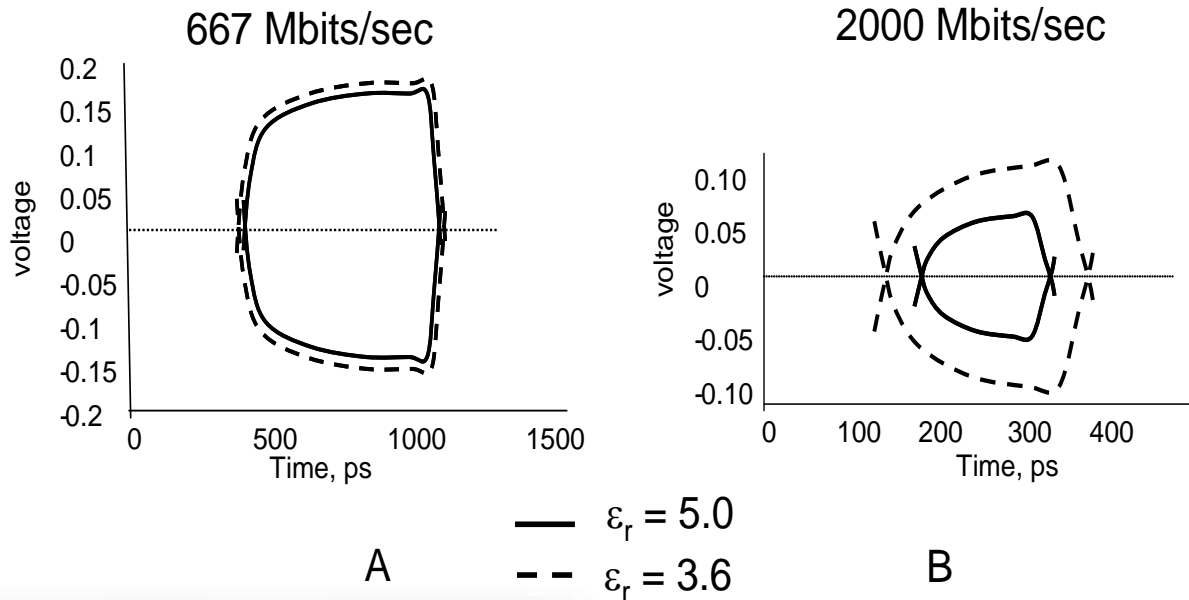 667 Mbits/sec
0.2
0.15
0.1
0.05
0
-0.05
-0.1
-0.15
-0.2
voltage
0
500
1000
1500
Time, ps
2000 Mbits/sec
0.10
0.05
0
-0.05
-0.10
voltage
0
100
200
300
400
Time, ps
εr = 5.0
εr = 3.6
A
B